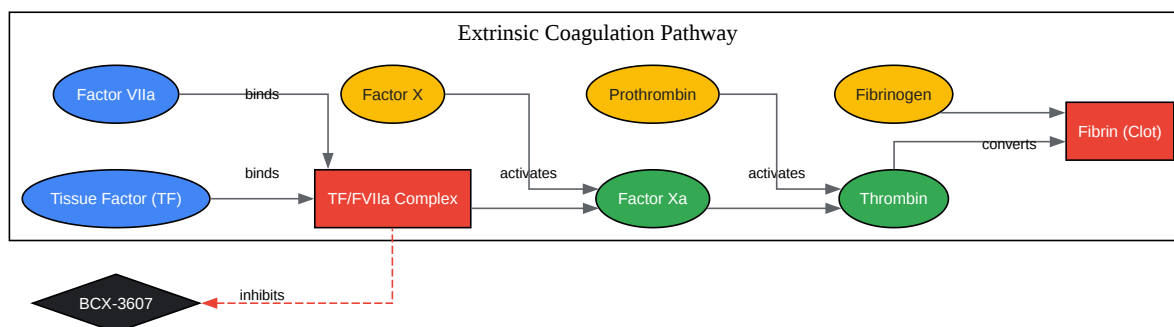 Extrinsic Coagulation Pathway
Factor VIIa
binds
Factor X
Prothrombin
Fibrinogen
Fibrin (Clot)
converts
binds
activates
activates
Tissue Factor (TF)
TF/FVIIa Complex
Factor Xa
Thrombin
inhibits
BCX-3607